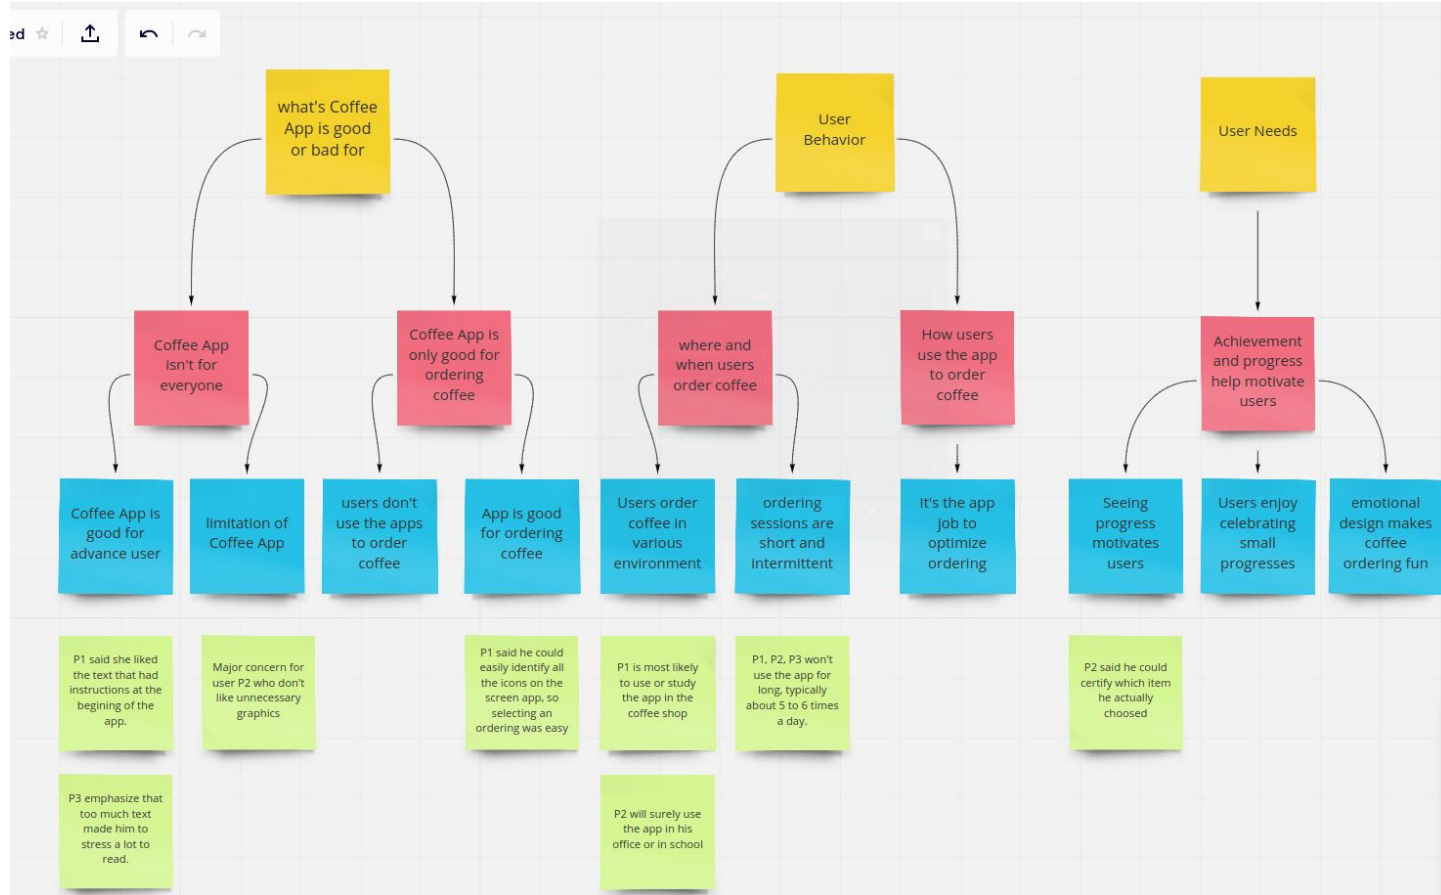 ed
what's Coffee
App is good
or bad for
User
Behavior
User Needs
Coffee App
isn't for
everyone
Coffee App is
only good for
ordering
coffee
where and
when users
order coffee
How users
use the app
to order
coffee
Achievement
and progress
help motivate
users
Coffee App is
good for
advance user
limitation of
Coffee App
users don't
use the apps
to order
coffee
App is good
for ordering
coffee
Users order
coffee in
various
environment
ordering
sessions are
short and
intermittent
It's the app
job to
optimize
ordering
Seeing
progress
motivates
users
Users enjoy
celebrating
small
progresses
emotional
design makes
coffee
ordering fun
P1 said she liked
the text that had
instructions at the
begining of the
app.
Major concern for
user P2 who don't
like unnecessary
graphics
P1 said he could
easily identify all
the icons on the
screen app, so
selecting an
ordering was easy
P1 is most likely
to use or study
the app in the
coffee shop
P1, P2, P3 won't
use the app for
long, typically
about 5 to 6 times
a day.
P2 said he could
certify which item
he actually
choosed
P3 emphasize that
too much text
made him to
stress a lot to
read.
P2 will surely use
the app in his
office or in school